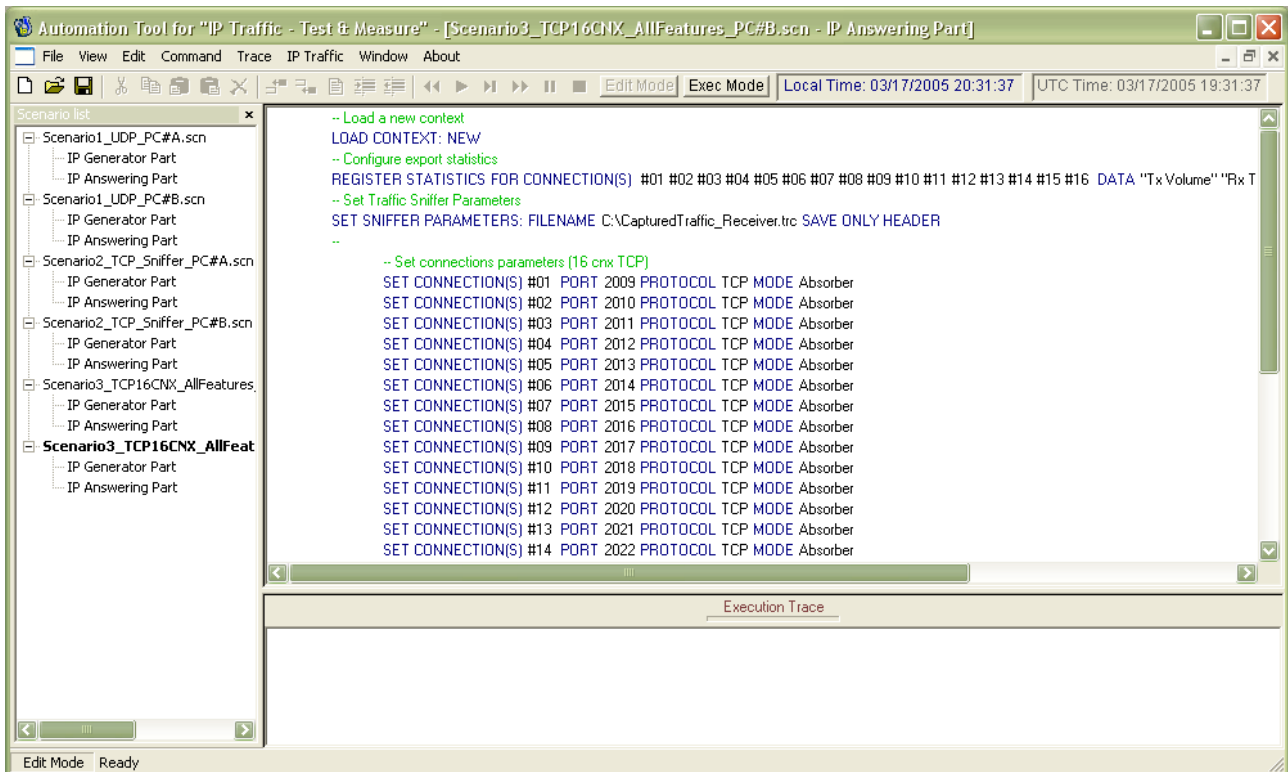 Automation Tool for "IP Traffic - Test & Measure" - [Scenario3_TCP16CNX_AllFeatures_PC#B.scn - IP Answering Part]
File View Edit Command Trace IP Traffic Window About
Edit Mode Exec Mode Local Time: 03/17/2005 20:31:37 UTC Time: 03/17/2005 19:31:37
Scenario list
Scenario1_UDP_PC#A.scn
IP Generator Part
IP Answering Part
Scenario1_UDP_PC#B.scn
IP Generator Part
IP Answering Part
Scenario2_TCP_Sniffer_PC#A.scn
IP Generator Part
IP Answering Part
Scenario2_TCP_Sniffer_PC#B.scn
IP Generator Part
IP Answering Part
Scenario3_TCP16CNX_AllFeatures_
IP Generator Part
IP Answering Part
Scenario3_TCP16CNX_AllFeat
IP Generator Part
IP Answering Part
-- Load a new context
LOAD CONTEXT: NEW
-- Configure export statistics
REGISTER STATISTICS FOR CONNECTION(S) #01 #02 #03 #04 #05 #06 #07 #08 #09 #10 #11 #12 #13 #14 #15 #16 DATA "Tx Volume" "Rx T
-- Set Traffic Sniffer Parameters
SET SNIFFER PARAMETERS: FILENAME C:\CapturedTraffic_Receiver.trc SAVE ONLY HEADER
--
-- Set connections parameters (16 cnx TCP)
SET CONNECTION(S) #01 PORT 2009 PROTOCOL TCP MODE Absorber
SET CONNECTION(S) #02 PORT 2010 PROTOCOL TCP MODE Absorber
SET CONNECTION(S) #03 PORT 2011 PROTOCOL TCP MODE Absorber
SET CONNECTION(S) #04 PORT 2012 PROTOCOL TCP MODE Absorber
SET CONNECTION(S) #05 PORT 2013 PROTOCOL TCP MODE Absorber
SET CONNECTION(S) #06 PORT 2014 PROTOCOL TCP MODE Absorber
SET CONNECTION(S) #07 PORT 2015 PROTOCOL TCP MODE Absorber
SET CONNECTION(S) #08 PORT 2016 PROTOCOL TCP MODE Absorber
SET CONNECTION(S) #09 PORT 2017 PROTOCOL TCP MODE Absorber
SET CONNECTION(S) #10 PORT 2018 PROTOCOL TCP MODE Absorber
SET CONNECTION(S) #11 PORT 2019 PROTOCOL TCP MODE Absorber
SET CONNECTION(S) #12 PORT 2020 PROTOCOL TCP MODE Absorber
SET CONNECTION(S) #13 PORT 2021 PROTOCOL TCP MODE Absorber
SET CONNECTION(S) #14 PORT 2022 PROTOCOL TCP MODE Absorber
Execution Trace
Edit Mode Ready